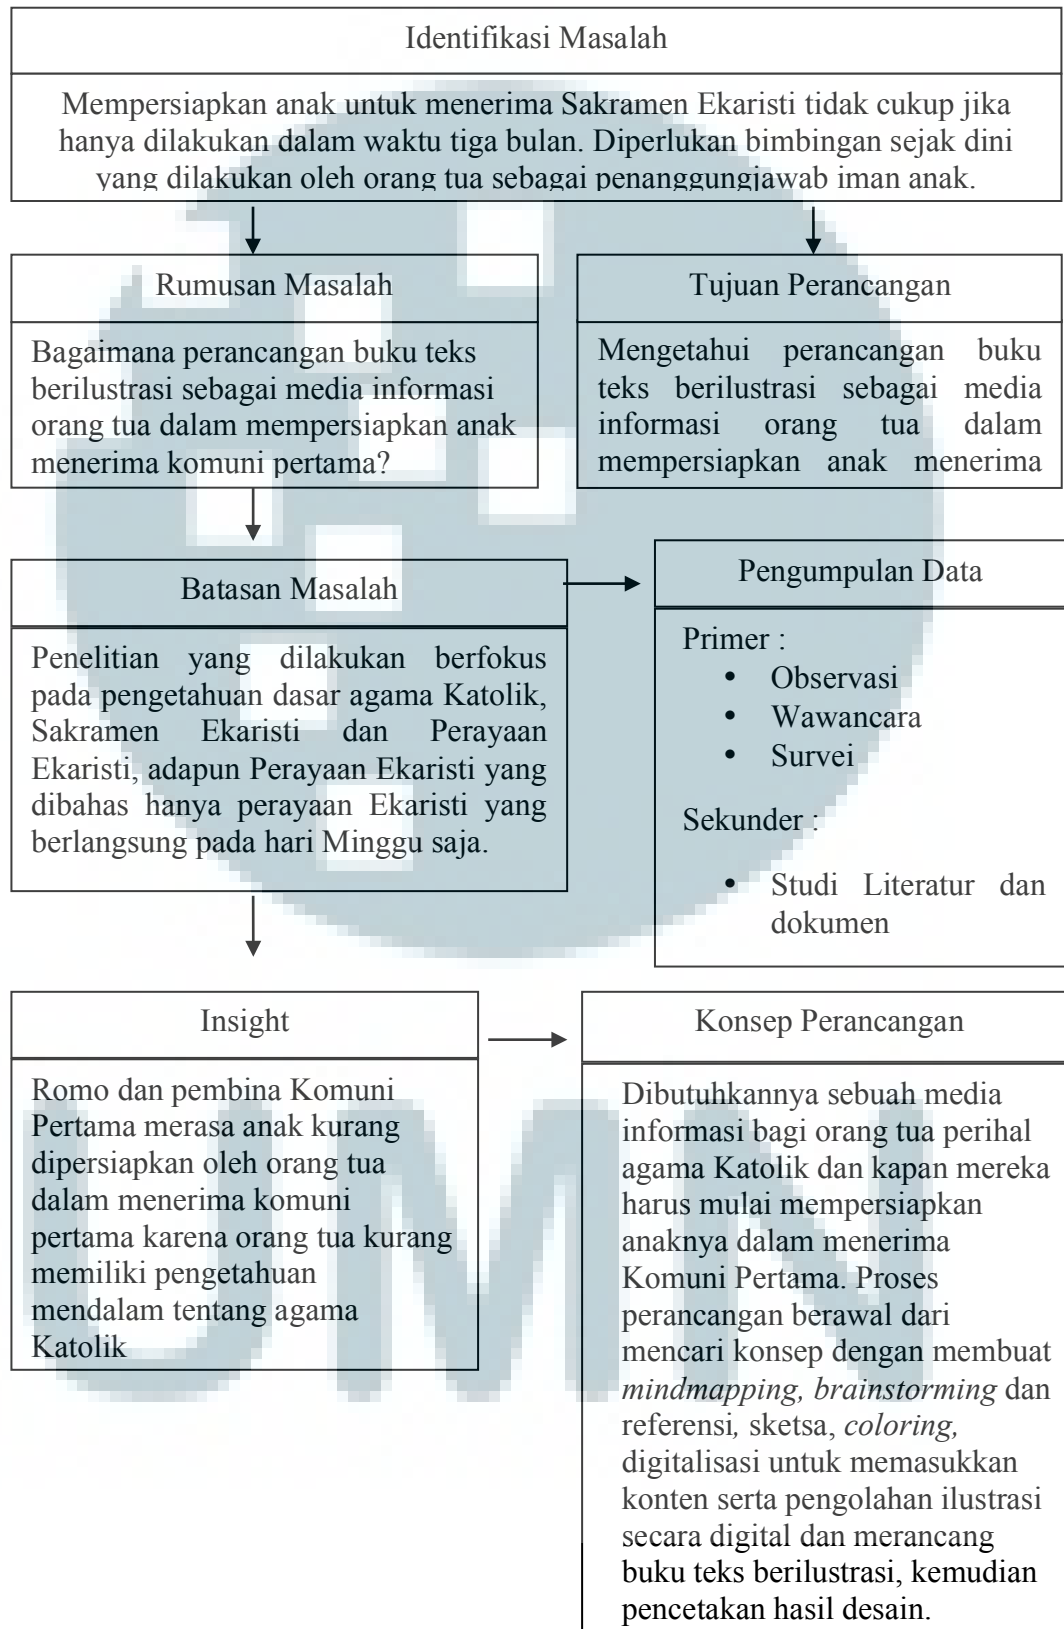 Identifikasi Masalah
Mempersiapkan anak untuk menerima Sakramen Ekaristi tidak cukup jika
hanya dilakukan dalam waktu tiga bulan. Diperlukan bimbingan sejak dini
yang dilakukan oleh orang tua sebagai penanggungjawab iman anak.
Rumusan Masalah
Bagaimana perancangan buku teks
berilustrasi sebagai media informasi
orang tua dalam mempersiapkan anak
menerima komuni pertama?
Tujuan Perancangan
Mengetahui perancangan buku
teks berilustrasi sebagai media
informasi orang tua dalam
mempersiapkan anak menerima
Batasan Masalah
Penelitian yang dilakukan berfokus
pada pengetahuan dasar agama Katolik,
Sakramen Ekaristi dan Perayaan
Ekaristi, adapun Perayaan Ekaristi yang
dibahas hanya perayaan Ekaristi yang
berlangsung pada hari Minggu saja.
Pengumpulan Data
Primer :
• Observasi
• Wawancara
• Survei
Sekunder :
• Studi Literatur dan
dokumen
Insight
Romo dan pembina Komuni
Pertama merasa anak kurang
dipersiapkan oleh orang tua
dalam menerima komuni
pertama karena orang tua kurang
memiliki pengetahuan
mendalam tentang agama
Katolik
Konsep Perancangan
Dibutuhkannya sebuah media
informasi bagi orang tua perihal
agama Katolik dan kapan mereka
harus mulai mempersiapkan
anaknya dalam menerima
Komuni Pertama. Proses
perancangan berawal dari
mencari konsep dengan membuat
mindmapping, brainstorming dan
referensi, sketsa, coloring,
digitalisasi untuk memasukkan
konten serta pengolahan ilustrasi
secara digital dan merancang
buku teks berilustrasi, kemudian
pencetakan hasil desain.
UMN